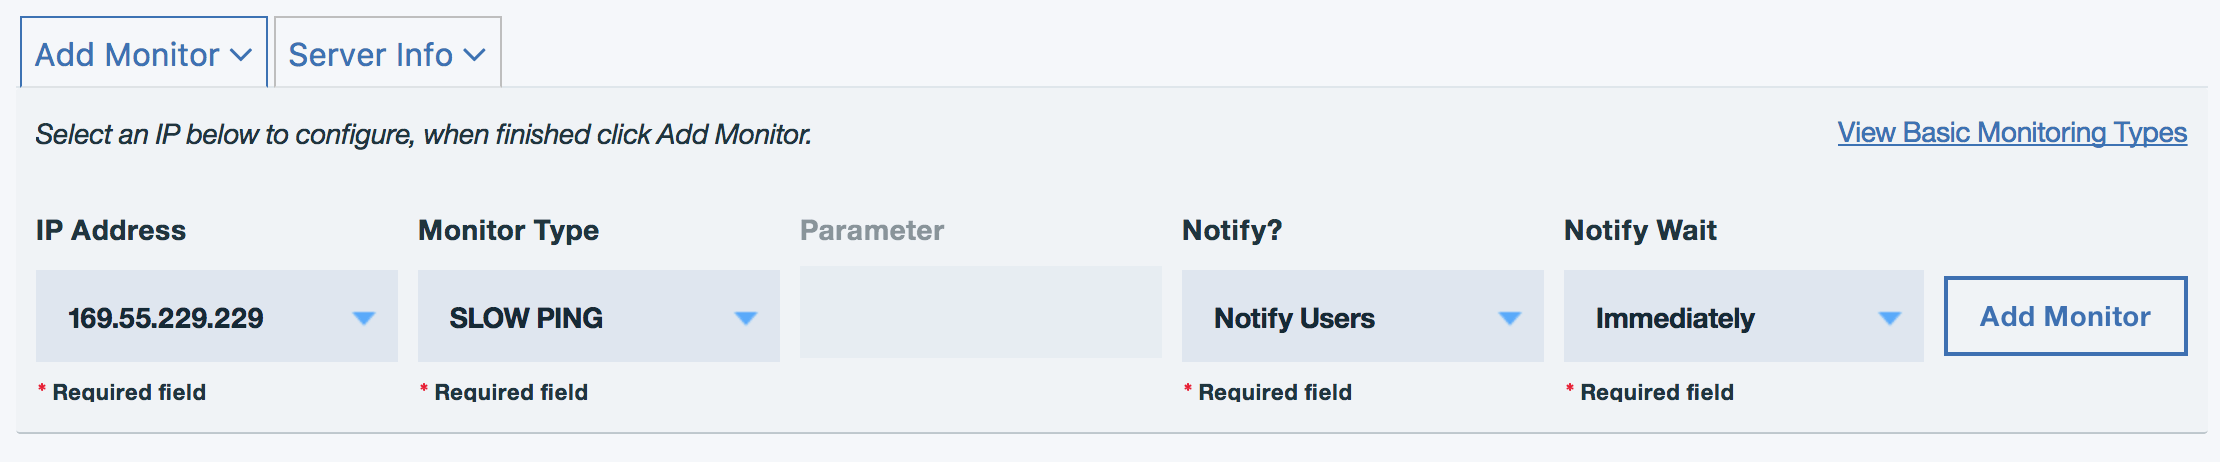 Add Monitor
Server Info
Select an IP below to configure, when finished click Add Monitor.
View Basic Monitoring Types
IP Address
Monitor Type
Parameter
Notify?
Notify Wait
169.55.229.229
SLOW PING
Notify Users
Immediately
Add Monitor
* Required field
* Required field
* Required field
* Required field